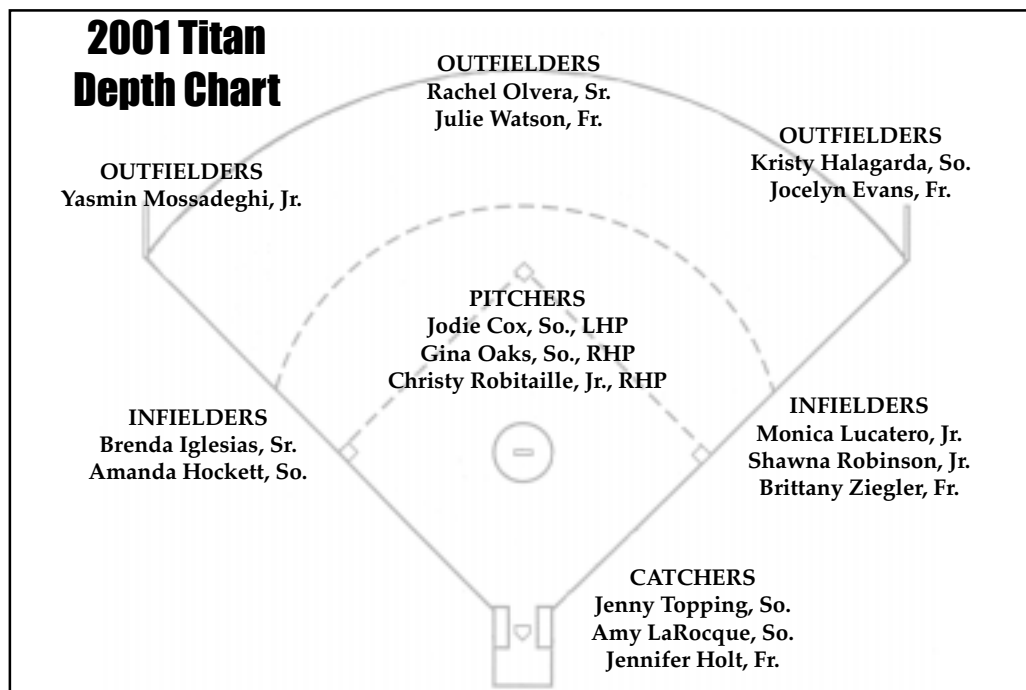 2001 Titan
Depth Chart
OUTFIELDERS
Rachel Olvera, Sr.
Julie Watson, Fr.
OUTFIELDERS
Kristy Halagarda, So.
Jocelyn Evans, Fr.
OUTFIELDERS
Yasmin Mossadeghi, Jr.
PITCHERS
Jodie Cox, So., LHP
Gina Oaks, So., RHP
Christy Robitaille, Jr., RHP
INFIELDERS
Brenda Iglesias, Sr.
Amanda Hockett, So.
INFIELDERS
Monica Lucatero, Jr.
Shawna Robinson, Jr.
Brittany Ziegler, Fr.
CATCHERS
Jenny Topping, So.
Amy LaRocque, So.
Jennifer Holt, Fr.